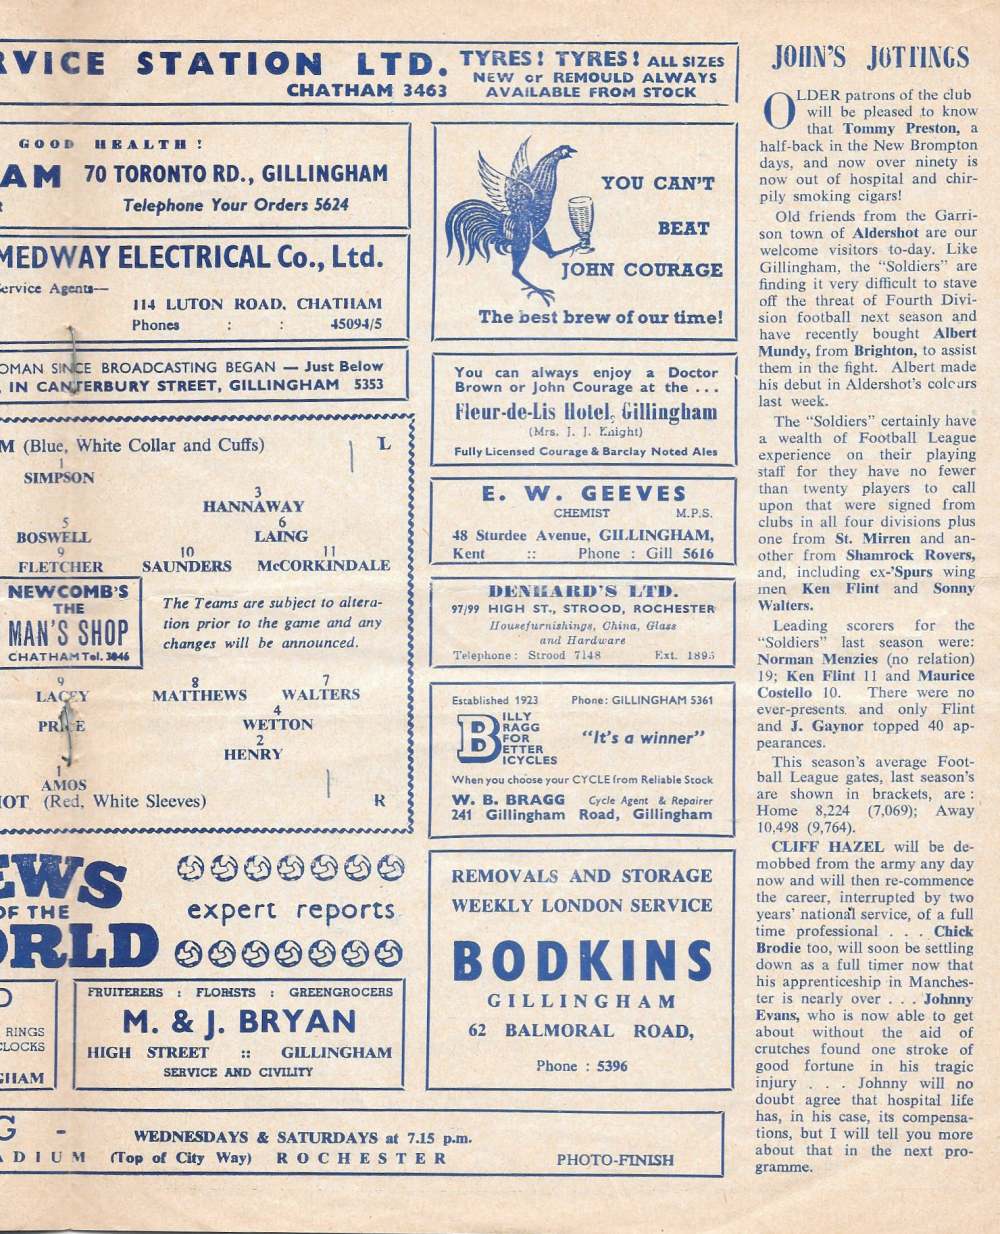 RVICE STATION LTD.
CHATHAM 3463
TYRES! TYRES! ALL SIZES
NEW or REMOULD ALWAYS
AVAILABLE FROM STOCK
GOOD HEALTH!
AM 70 TORONTO RD., GILLINGHAM
Telephone Your Orders 5624
MEDWAY ELECTRICAL Co., Ltd.
ervice Agents—
114 LUTON ROAD, CHATHAM
Phones : : 45094/5
OMAN SINCE BROADCASTING BEGAN — Just Below
, IN CANTERBURY STREET, GILLINGHAM 5353
M (Blue, White Collar and Cuffs) L
1
SIMPSON
3
HANNAWAY
5 6
BOSWELL LAING
9 10 11
FLETCHER SAUNDERS McCORKINDALE
NEWCOMB'S
THE
MAN'S SHOP
CHATHAM Tel. 3846
The Teams are subject to altera-
tion prior to the game and any
changes will be announced.
9 8 7
LACEY MATTHEWS WALTERS
4
PRICE WETTON
2
HENRY
1
AMOS
HOT (Red, White Sleeves) R
EWS
OF THE
ORLD
expert reports
D
RINGS
CLOCKS
GHAM
FRUITERERS : FLORISTS : GREENGROCERS
M. & J. BRYAN
HIGH STREET :: GILLINGHAM
SERVICE AND CIVILITY
G -
WEDNESDAYS & SATURDAYS at 7.15 p.m.
ADIUM (Top of City Way) ROCHESTER PHOTO-FINISH
YOU CAN'T
BEAT
JOHN COURAGE
The best brew of our time!
You can always enjoy a Doctor
Brown or John Courage at the ...
Fleur-de-Lis Hotel, Gillingham
(Mrs. J. J. Knight)
Fully Licensed Courage & Barclay Noted Ales
E. W. GEEVES
CHEMIST M.P.S.
48 Sturdee Avenue, GILLINGHAM,
Kent :: Phone : Gill 5616
DENHARD'S LTD.
97/99 HIGH ST., STROOD, ROCHESTER
Housefurnishings, China, Glass
and Hardware
Telephone: Strood 7148 Ext. 1895
Established 1923 Phone: GILLINGHAM 5361
BILLY
BRAGG
FOR
BETTER
BICYCLES
"It's a winner"
When you choose your CYCLE from Reliable Stock
W. B. BRAGG Cycle Agent & Repairer
241 Gillingham Road, Gillingham
REMOVALS AND STORAGE
WEEKLY LONDON SERVICE
BODKINS
GILLINGHAM
62 BALMORAL ROAD,
Phone : 5396
JOHN'S JOTTINGS
OLDER patrons of the club
will be pleased to know
that Tommy Preston, a
half-back in the New Brompton
days, and now over ninety is
now out of hospital and chir-
pily smoking cigars!
Old friends from the Garri-
son town of Aldershot are our
welcome visitors to-day. Like
Gillingham, the "Soldiers" are
finding it very difficult to stave
off the threat of Fourth Divi-
sion football next season and
have recently bought Albert
Mundy, from Brighton, to assist
them in the fight. Albert made
his debut in Aldershot's colours
last week.
The "Soldiers" certainly have
a wealth of Football League
experience on their playing
staff for they have no fewer
than twenty players to call
upon that were signed from
clubs in all four divisions plus
one from St. Mirren and an-
other from Shamrock Rovers,
and, including ex-'Spurs wing
men Ken Flint and Sonny
Walters.
Leading scorers for the
"Soldiers" last season were:
Norman Menzies (no relation)
19; Ken Flint 11 and Maurice
Costello 10. There were no
ever-presents and only Flint
and J. Gaynor topped 40 ap-
pearances.
This season's average Foot-
ball League gates, last season's
are shown in brackets, are :
Home 8,224 (7,069); Away
10,498 (9,764).
CLIFF HAZEL will be de-
mobbed from the army any day
now and will then re-commence
the career, interrupted by two
years' national service, of a full
time professional . . . Chick
Brodie too, will soon be settling
down as a full timer now that
his apprenticeship in Manches-
ter is nearly over . . . Johnny
Evans, who is now able to get
about without the aid of
crutches found one stroke of
good fortune in his tragic
injury . . . Johnny will no
doubt agree that hospital life
has, in his case, its compensa-
tions, but I will tell you more
about that in the next pro-
gramme.